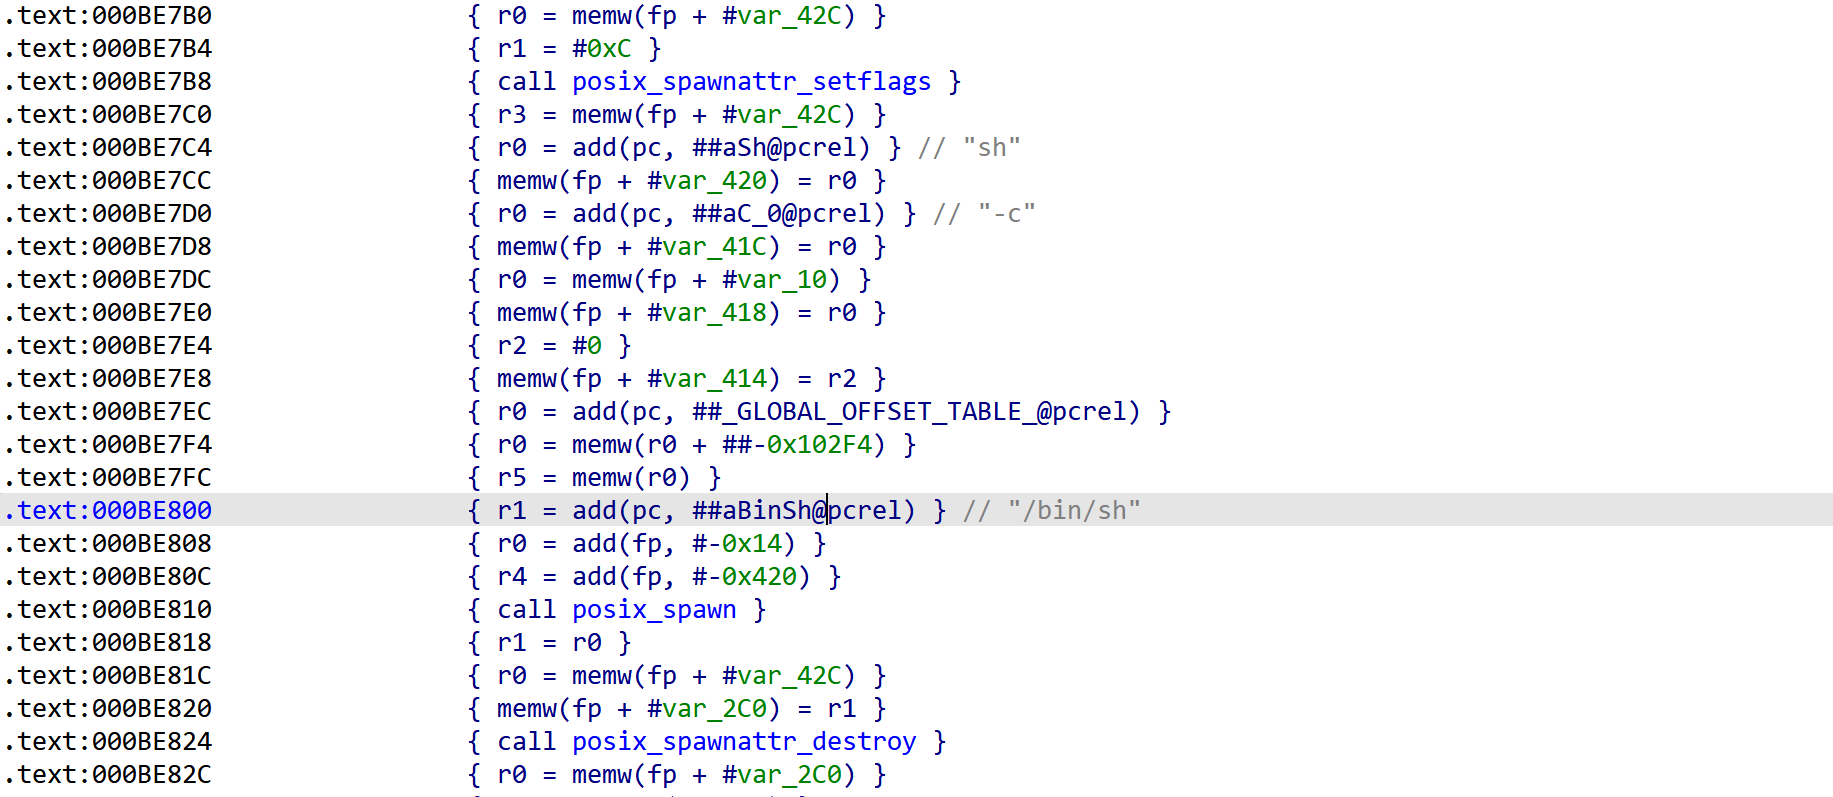 .text:000BE7B0 { r0 = memw(fp + #var_42C) }
.text:000BE7B4 { r1 = #0xC }
.text:000BE7B8 { call posix_spawnattr_setflags }
.text:000BE7C0 { r3 = memw(fp + #var_42C) }
.text:000BE7C4 { r0 = add(pc, ##aSh@pcrel) } // "sh"
.text:000BE7CC { memw(fp + #var_420) = r0 }
.text:000BE7D0 { r0 = add(pc, ##aC_0@pcrel) } // "-c"
.text:000BE7D8 { memw(fp + #var_41C) = r0 }
.text:000BE7DC { r0 = memw(fp + #var_10) }
.text:000BE7E0 { memw(fp + #var_418) = r0 }
.text:000BE7E4 { r2 = #0 }
.text:000BE7E8 { memw(fp + #var_414) = r2 }
.text:000BE7EC { r0 = add(pc, ##_GLOBAL_OFFSET_TABLE_@pcrel) }
.text:000BE7F4 { r0 = memw(r0 + ##-0x102F4) }
.text:000BE7FC { r5 = memw(r0) }
.text:000BE800 { r1 = add(pc, ##aBinSh@pcrel) } // "/bin/sh"
.text:000BE808 { r0 = add(fp, #-0x14) }
.text:000BE80C { r4 = add(fp, #-0x420) }
.text:000BE810 { call posix_spawn }
.text:000BE818 { r1 = r0 }
.text:000BE81C { r0 = memw(fp + #var_42C) }
.text:000BE820 { memw(fp + #var_2C0) = r1 }
.text:000BE824 { call posix_spawnattr_destroy }
.text:000BE82C { r0 = memw(fp + #var_2C0) }